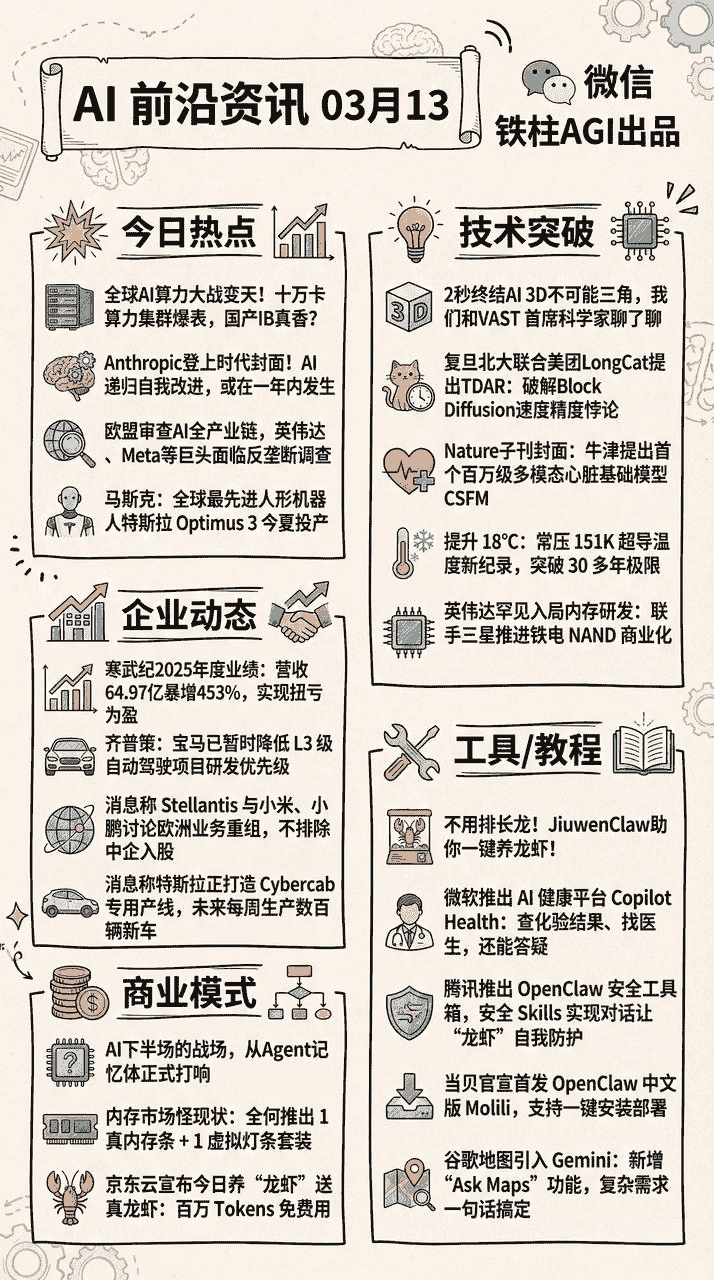 AI 前沿资讯 03月13
微信
铁柱AGI出品
今日热点
全球AI算力大战变天！十万卡
算力集群爆表，国产IB真香？
Anthropic登上时代封面！AI
递归自我改进，或在一年内发生
欧盟审查AI全产业链，英伟达
、Meta等巨头面临反垄断调查
马斯克：全球最先进人形机器
人特斯拉 Optimus 3 今夏投产
企业动态
寒武纪2025年度业绩：营收
64.97亿暴增453%，实现扭亏
为盈
齐普策：宝马已暂时降低 L3 级
自动驾驶项目研发优先级
消息称 Stellantis 与小米、小
鹏讨论欧洲业务重组，不排除
中企入股
消息称特斯拉正打造 Cybercab
专用产线，未来每周生产数百
辆新车
商业模式
AI下半场的战场，从Agent记
忆体正式打响
?
内存市场怪现状：全何推出 1
真内存条 + 1 虚拟灯条套装
京东云宣布今日养“龙虾”送
真龙虾：百万 Tokens 免费用
技术突破
3D
2秒终结AI 3D不可能三角，我
们和VAST 首席科学家聊了聊
复旦北大联合美团LongCat提
出TDAR：破解Block
Diffusion速度精度悖论
Nature子刊封面：牛津提出首
个百万级多模态心脏基础模型
CSFM
提升 18℃：常压 151K 超导温
度新纪录，突破 30 多年极限
英伟达罕见入局内存研发：联
手三星推进铁电 NAND 商业化
工具/教程
不用排长龙！JiuwenClaw助
你一键养龙虾！
微软推出 AI 健康平台 Copilot
Health：查化验结果、找医
生，还能答疑
腾讯推出 OpenClaw 安全工具
箱，安全 Skills 实现对话让
“龙虾”自我防护
当贝官宣首发 OpenClaw 中文
版 Molili，支持一键安装部署
谷歌地图引入 Gemini：新增
“Ask Maps”功能，复杂需求
一句话搞定